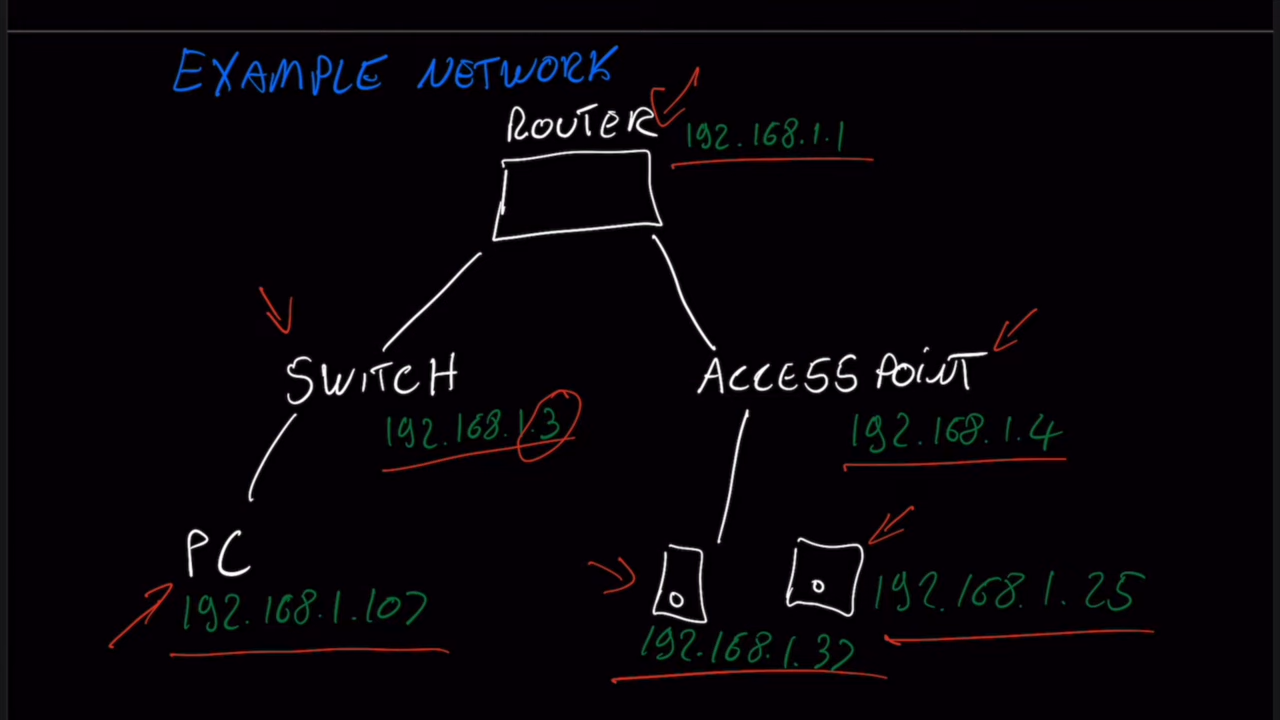 EXAMPLE NETWORK
ROUTER
192.168.1.1
SWITCH
ACCESS POINT
192.168.1.3
192.168.1.4
PC
192.168.1.107
192.168.1.25
192.168.1.37